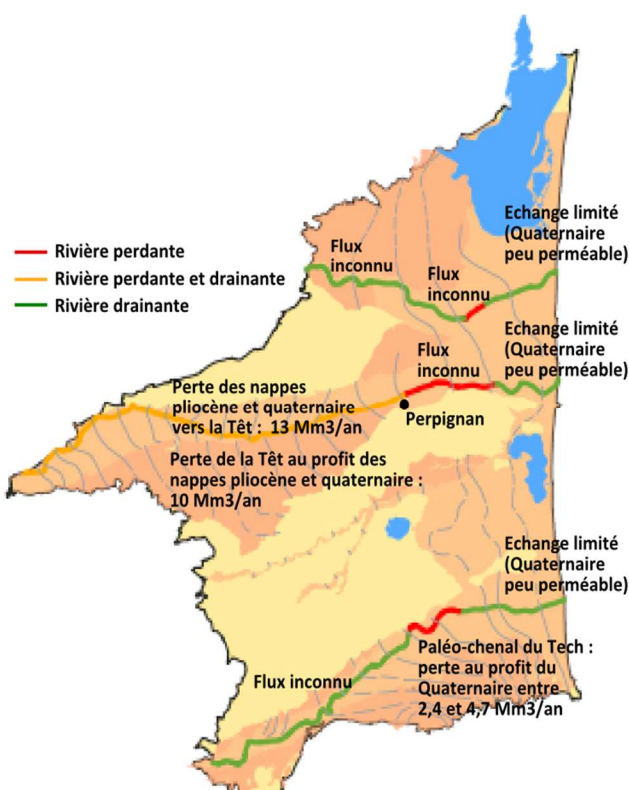 Echange limité
(Quaternaire
peu perméable)
Flux
inconnu
Rivière perdante
Rivière perdante et drainante
Rivière drainante
Flux
inconnu
Echange limité
(Quaternaire
peu perméable)
Flux
inconnu
Perte des nappes
pliocène et quaternaire
vers la Têt : 13 Mm3/an
Perpignan
Perte de la Têt au profit des
nappes pliocène et quaternaire :
10 Mm3/an
Echange limité
(Quaternaire
peu perméable)
Paléo-chenal du Tech :
perte au profit du
Quaternaire entre
2,4 et 4,7 Mm3/an
Flux inconnu